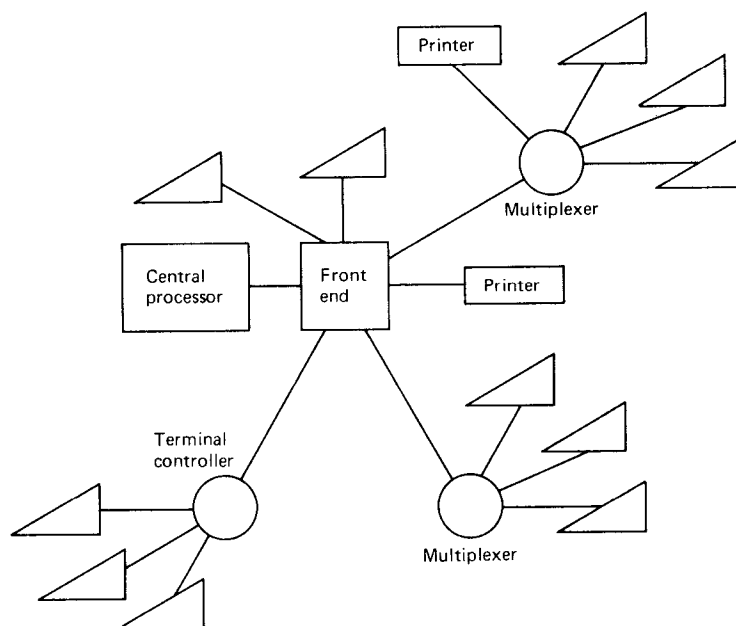 Printer
Multiplexer
Central
processor
Front
end
Printer
Terminal
controller
Multiplexer